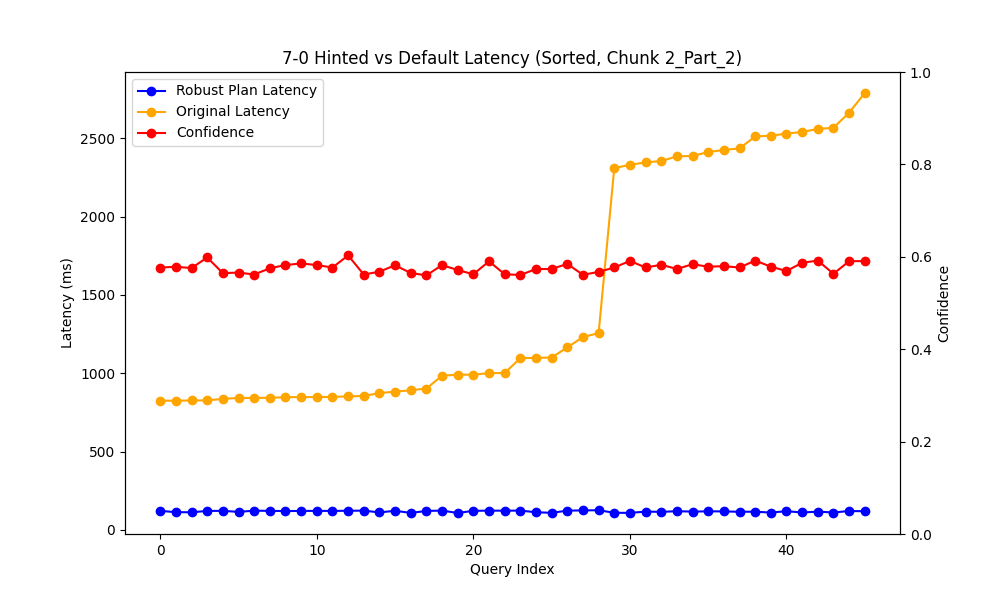 7-0 Hinted vs Default Latency (Sorted, Chunk 2_Part_2)
Robust Plan Latency
Original Latency
Confidence
Latency (ms)
2500
2000
1500
1000
500
0
1.0
0.8
0.6
0.4
0.2
0.0
Confidence
0 10 20 30 40
Query Index